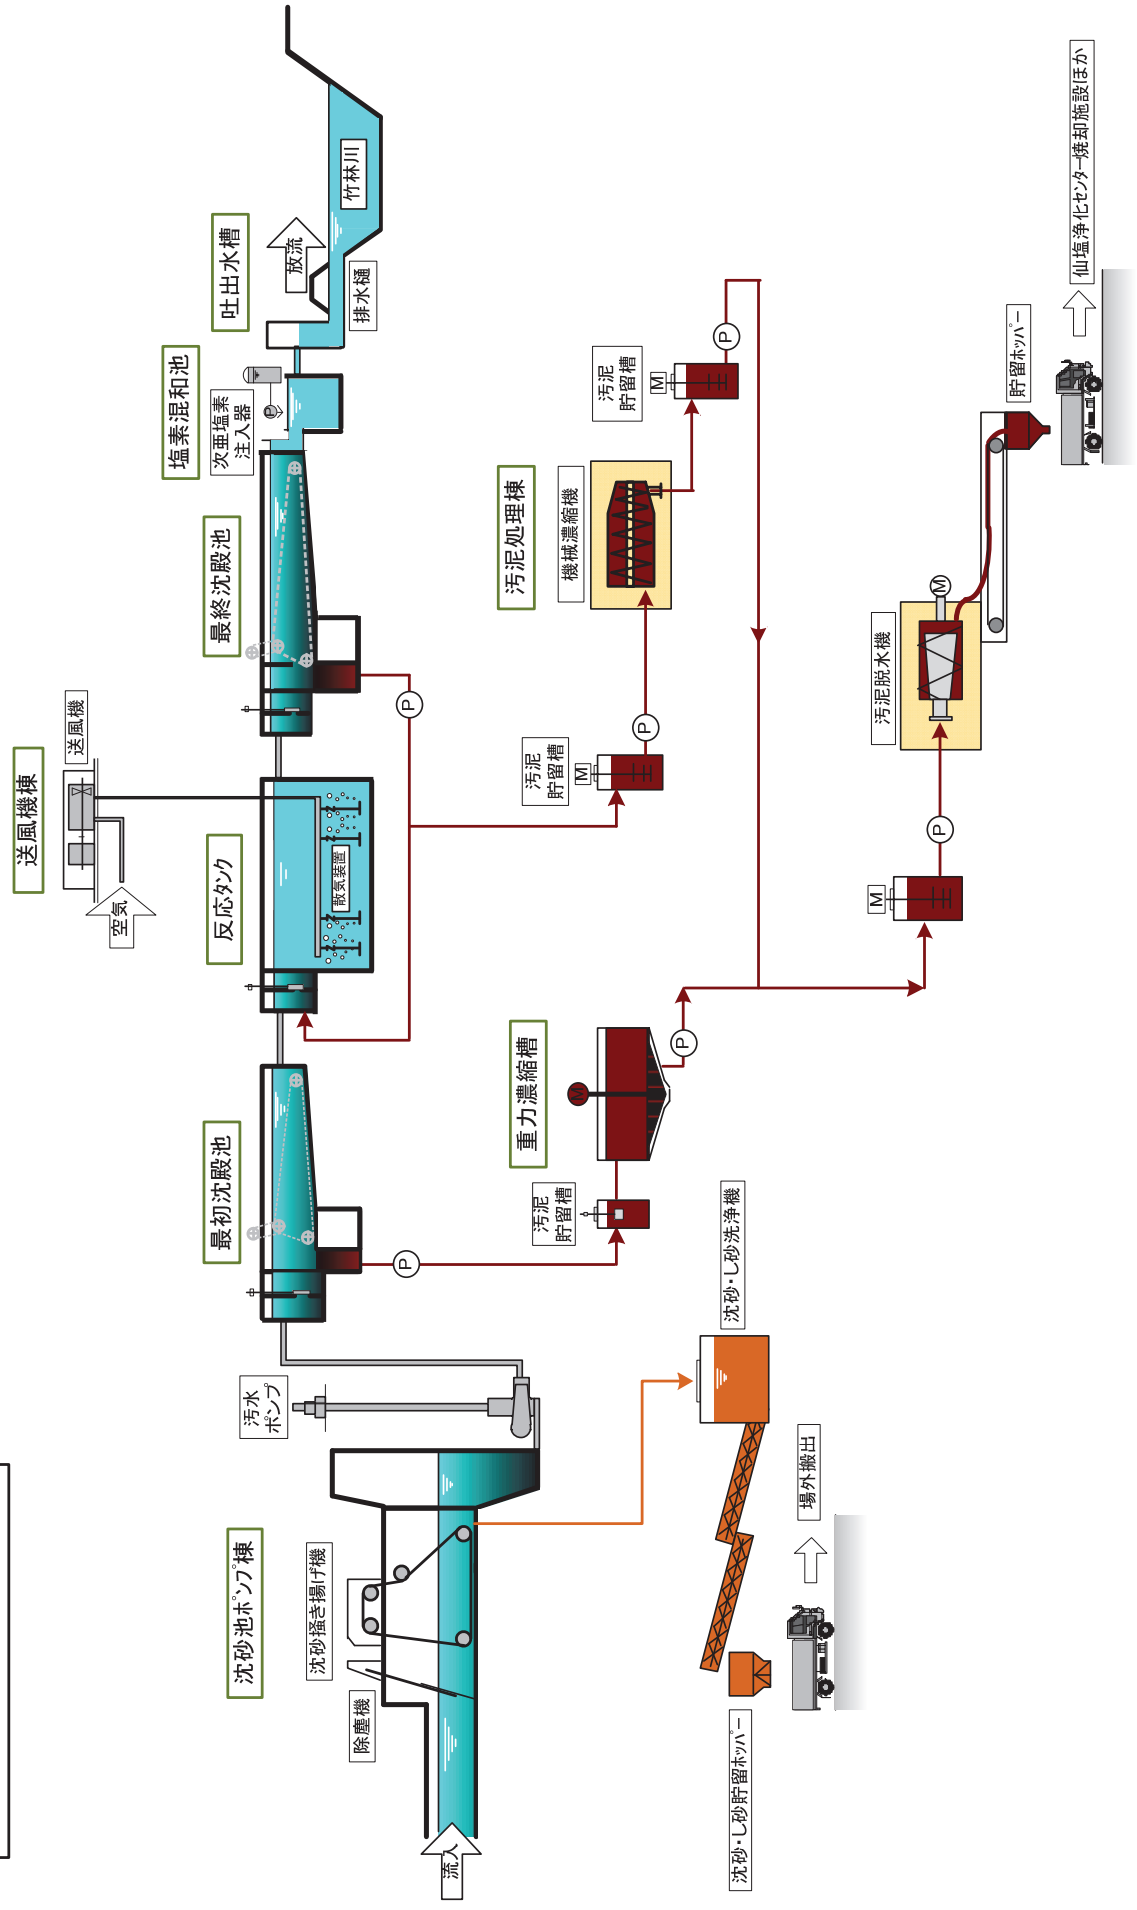 流入
除塵機
沈砂掻き揚げ機
沈砂池ポンプ棟
汚水
ポンプ
最初沈殿池
反応タンク
散気装置
空気
送風機棟
送風機
最終沈殿池
塩素混和池
次亜塩素
注入器
吐出水槽
放流
排水樋
竹林川
P
P
汚泥
貯留槽
重力濃縮槽
M
P
汚泥
貯留槽
M
P
汚泥処理棟
機械濃縮機
汚泥
貯留槽
M
P
M
P
汚泥脱水機
M
貯留ホッパー
仙塩浄化センター焼却施設ほか
沈砂・し砂洗浄機
沈砂・し砂貯留ホッパー
場外搬出